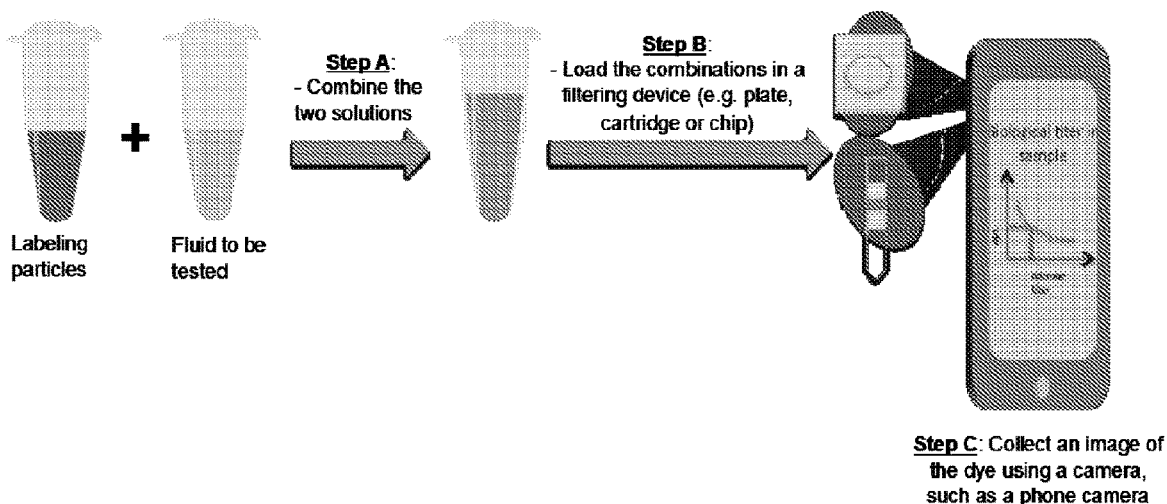 Step A:
- Combine the
two solutions
Step B:
- Load the combinations in a
filtering device (e.g. plate,
cartridge or chip)
+
Labeling
particles
Fluid to be
tested
sample
Step C: Collect an image of
the dye using a camera,
such as a phone camera